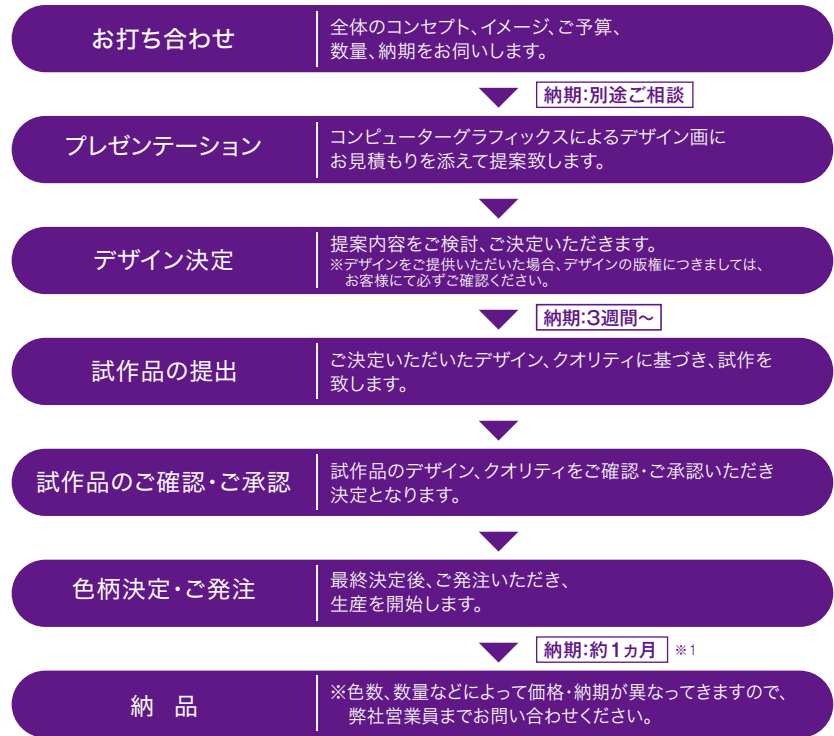 お打ち合わせ
全体のコンセプト、イメージ、ご予算、
数量、納期をお伺いします。
納期:別途ご相談
プレゼンテーション
コンピューターグラフィックスによるデザイン画に
お見積もりを添えて提案致します。
デザイン決定
提案内容をご検討、ご決定いただきます。
※デザインをご提供いただいた場合、デザインの版権につきましては、
お客様にて必ずご確認ください。
納期:3週間〜
試作品の提出
ご決定いただいたデザイン、クオリティに基づき、試作を
致します。
試作品のご確認・ご承認
試作品のデザイン、クオリティをご確認・ご承認いただき
決定となります。
色柄決定・ご発注
最終決定後、ご発注いただき、
生産を開始します。
納期:約1ヵ月 ※1
納 品
※色数、数量などによって価格・納期が異なってきますので、
弊社営業員までお問い合わせください。